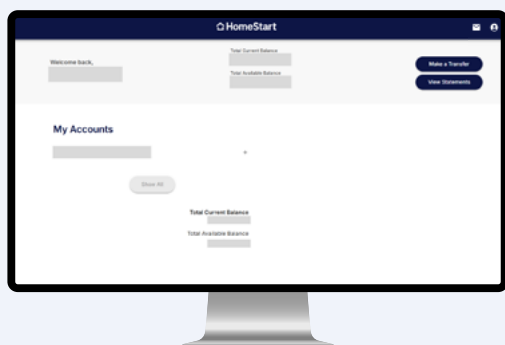 HomeStart
Total Current Balance
Welcome back,
Total Available Balance
Make a Transfer
View Statements
My Accounts
Show All
Total Current Balance
Total Available Balance